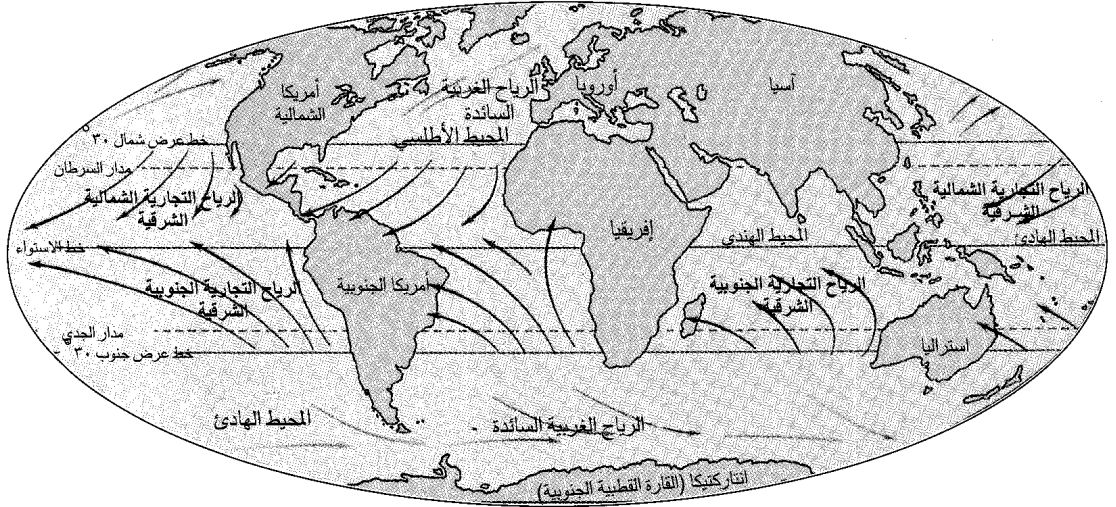 أمريكا
الشمالية
الرياح الغربية
السائدة
المحيط الأطلسي
أوروبا
آسيا
خط عرض شمال ٣٠
مدار السرطان
الرياح التجارية الشمالية
الشرقية
الرياح التجارية الشمالية
الشرقية
خط الاستواء
إفريقيا
المحيط الهندي
المحيط الهادئ
الرياح التجارية الجنوبية
الشرقية
أمريكا الجنوبية
الرياح التجارية الجنوبية
الشرقية
مدار الجدي
خط عرض جنوب ٣٠
استراليا
المحيط الهادئ
الرياح الغربية السائدة
انتاركتيكا (القارة القطبية الجنوبية)